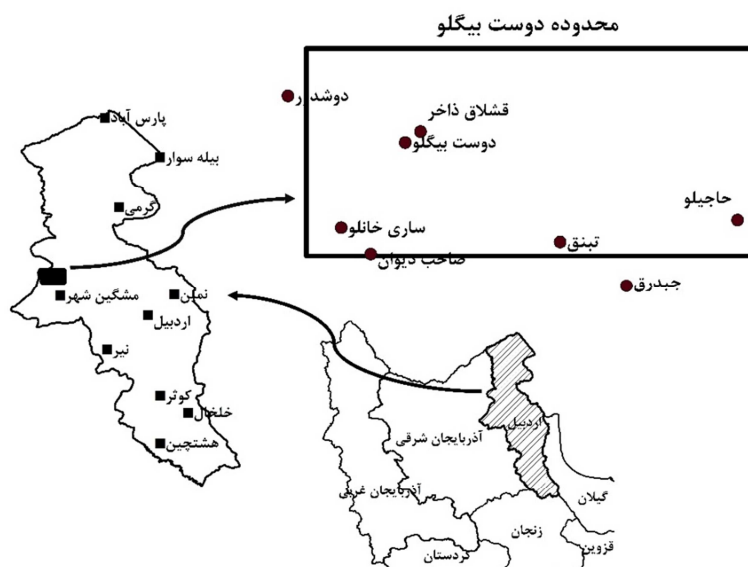 محدوده دوست بیگلو
قشلاق ذاخر
دوست بیگلو
حاجیلو
ساری خانلو
تبنق
صاحب دیوان
جبدرق
پارس آباد
بیله سوار
گرمی
مشگین شهر
نمین
اردبیل
نیر
کوثر
خلخال
هشتچین
اردبیل
آذربایجان شرقی
آذربایجان غربی
گیلان
زنجان
قزوین
کردستان